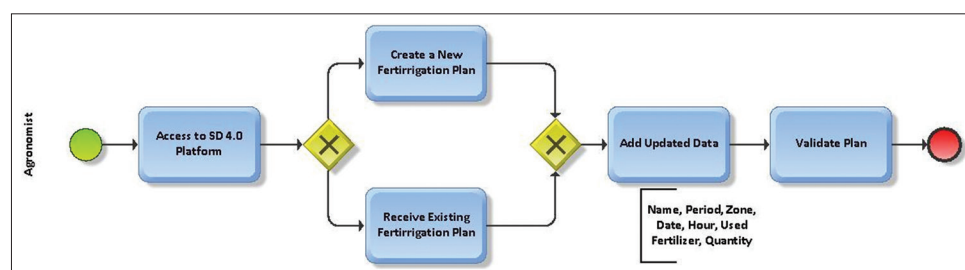 Agronomist
Access to SD 4.0
Platform
Create a New
Fertirrigation Plan
Receive Existing
Fertirrigation Plan
Add Updated Data
Name, Period, Zone,
Date, Hour, Used
Fertilizer, Quantity
Validate Plan